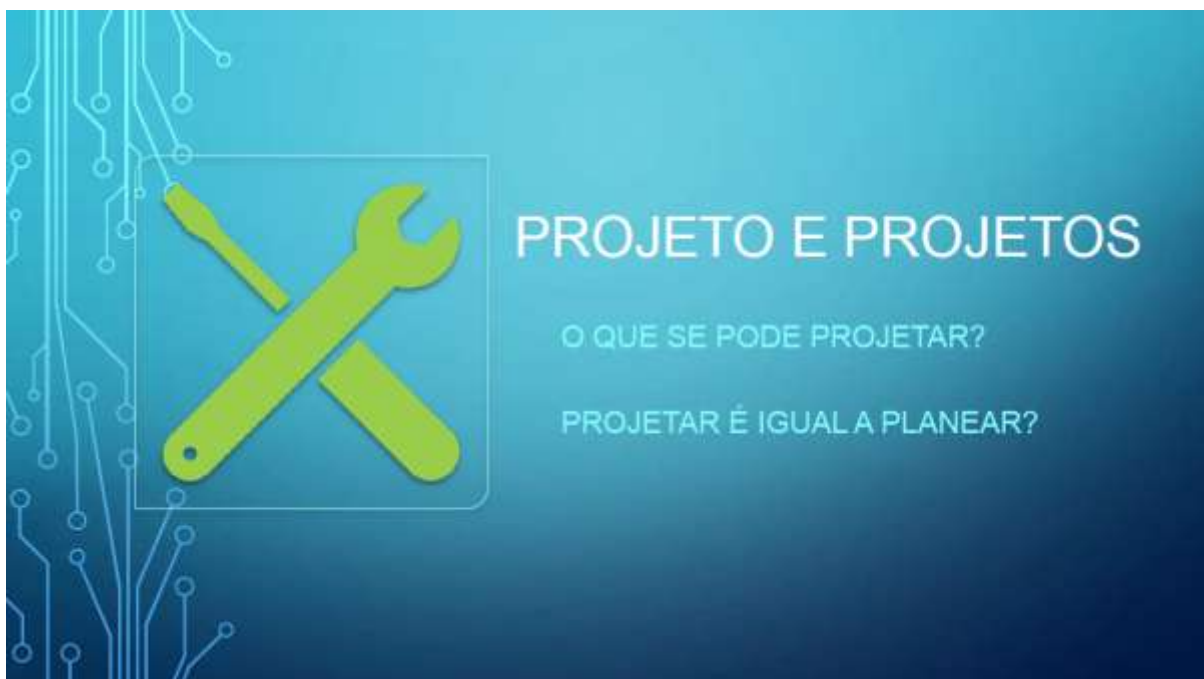 PROJETO E PROJETOS
O QUE SE PODE PROJETAR?
PROJETAR É IGUAL A PLANEAR?